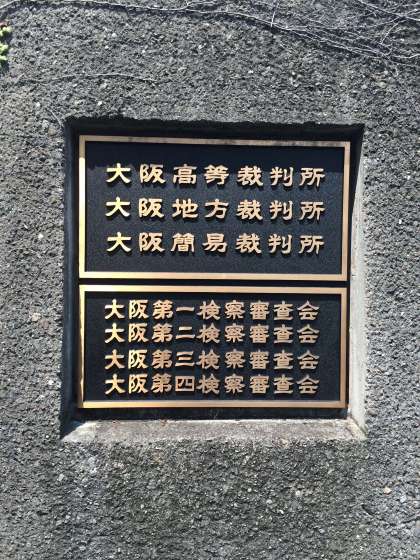 大阪高等裁判所
大阪地方裁判所
大阪簡易裁判所
大阪第一検察審査会
大阪第二検察審査会
大阪第三検察審査会
大阪第四検察審査会